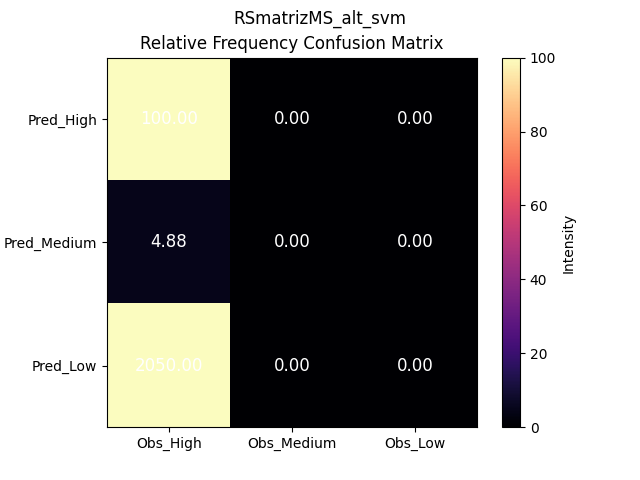 RSmatrizMS_alt_svm
Relative Frequency Confusion Matrix
Pred_High
100.00 0.00 0.00
Pred_Medium
4.88 0.00 0.00
Pred_Low
2050.00 0.00 0.00
Obs_High Obs_Medium Obs_Low
100
80
60
40
20
0
Intensity